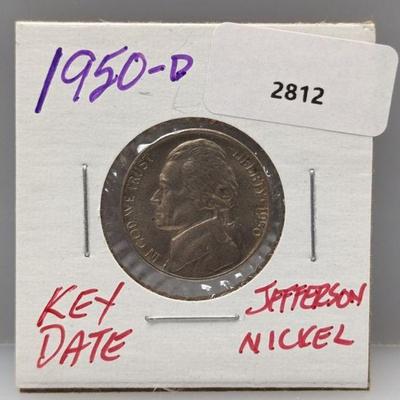 1950-D
2812
IN GOD WE TRUST
LIBERTY 1950
KEY DATE
JEFFERSON NICKEL